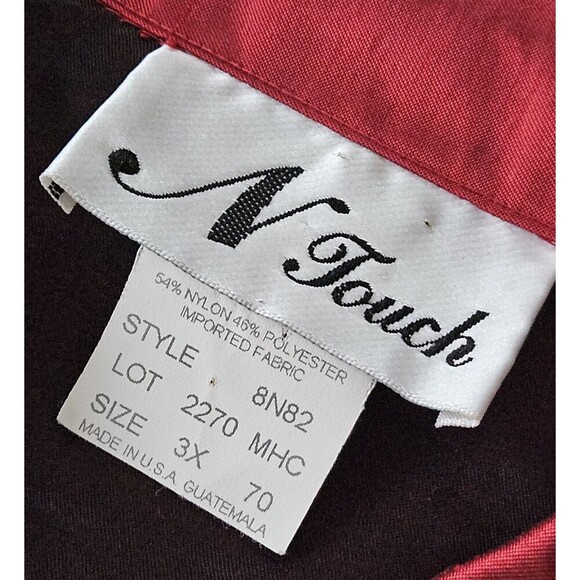 N Touch
54% NYLON 46% POLYESTER
IMPORTED FABRIC
STYLE 8N82
LOT 2270 MHC
SIZE 3X 70
MADE IN U.S.A. GUATEMALA